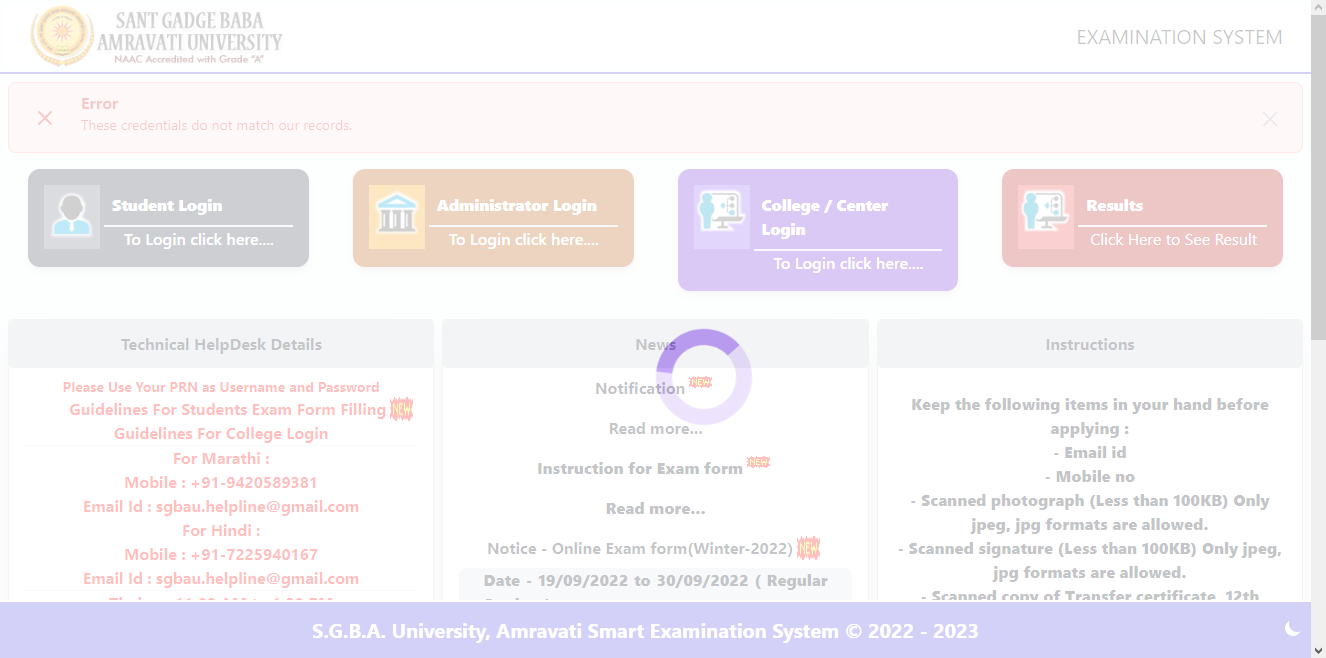 SANT GADGE BABA
AMRAVATI UNIVERSITY
NAAC Accredited with Grade "A"
EXAMINATION SYSTEM
Error
These credentials do not match our records.
Student Login
To Login click here....
Administrator Login
To Login click here....
College / Center
Login
To Login click here....
Results
Click Here to See Result
Technical HelpDesk Details
Please Use Your PRN as Username and Password
Guidelines For Students Exam Form Filling NEW
Guidelines For College Login
For Marathi :
Mobile : +91-9420589381
Email Id : sgbau.helpline@gmail.com
For Hindi :
Mobile : +91-7225940167
Email Id : sgbau.helpline@gmail.com
News
Notification NEW
Read more...
Instruction for Exam form NEW
Read more...
Notice - Online Exam form(Winter-2022) NEW
Date - 19/09/2022 to 30/09/2022 ( Regular
Instructions
Keep the following items in your hand before
applying :
- Email id
- Mobile no
- Scanned photograph (Less than 100KB) Only
jpeg, jpg formats are allowed.
- Scanned signature (Less than 100KB) Only jpeg,
jpg formats are allowed.
- Scanned copy of Transfer certificate, 12th
S.G.B.A. University, Amravati Smart Examination System © 2022 - 2023